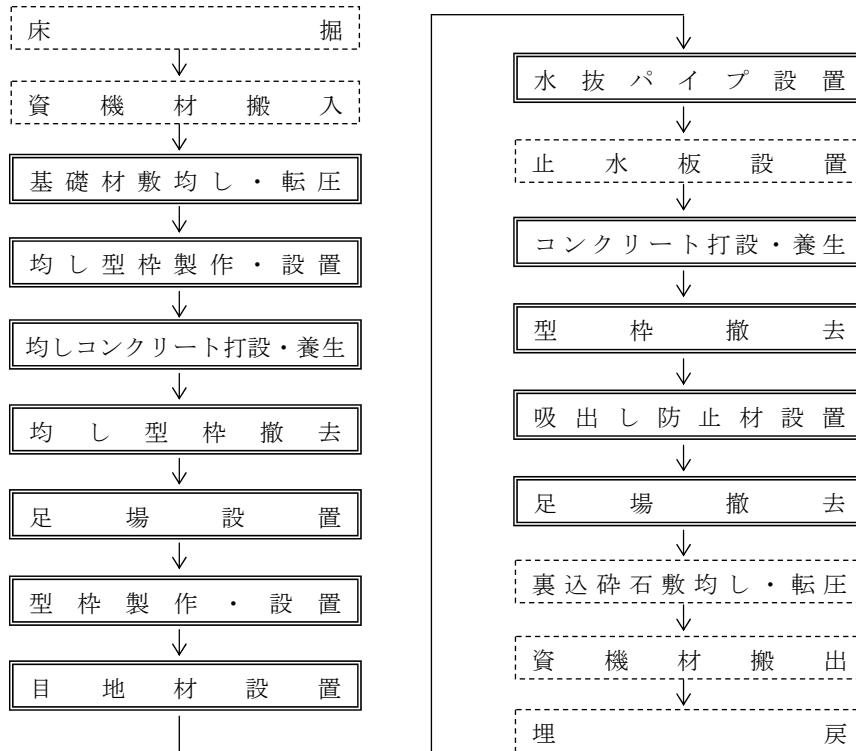 床掘
資機材搬入
基礎材敷均し・転圧
均し型枠製作・設置
均しコンクリート打設・養生
均し型枠撤去
足場設置
型枠製作・設置
目地材設置
水抜パイプ設置
止水板設置
コンクリート打設・養生
型枠撤去
吸出し防止材設置
足場撤去
裏込砕石敷均し・転圧
資機材搬出
埋戻